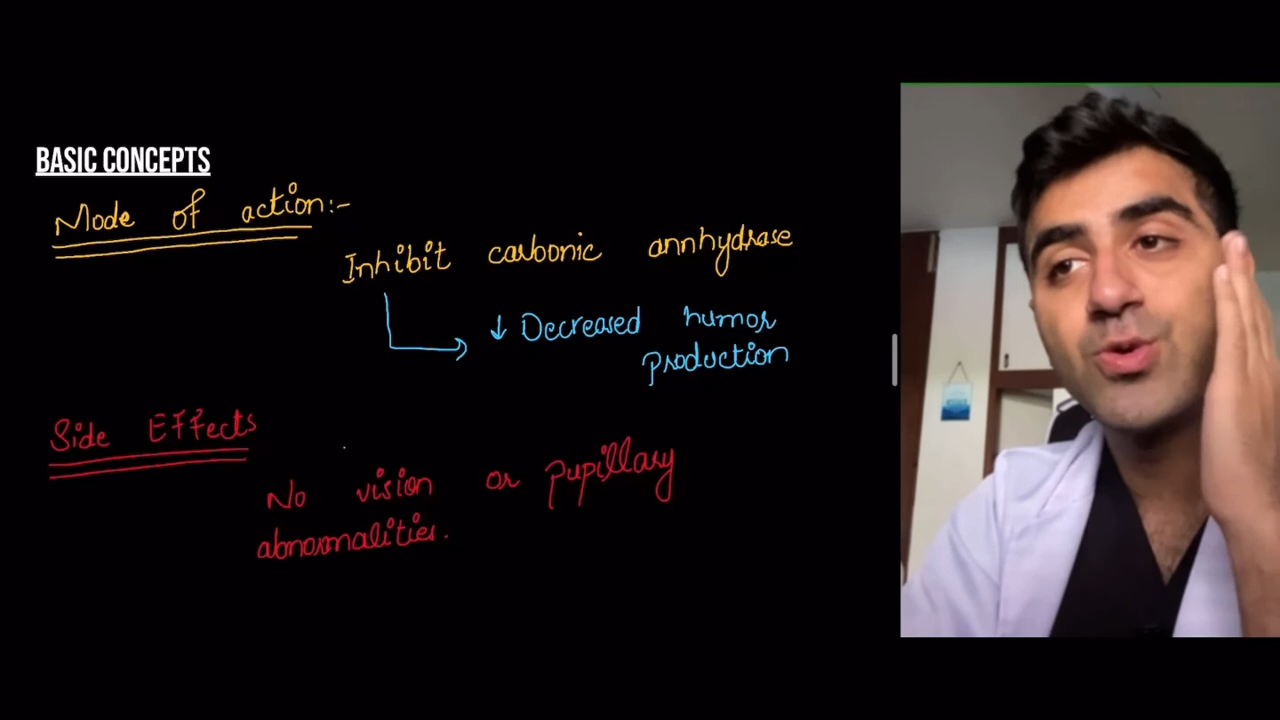 BASIC CONCEPTS
Mode of action:-
Inhibit carbonic annhydrase
↓ Decreased humor
production
Side Effects
No vision or pupillary
abnormalities.